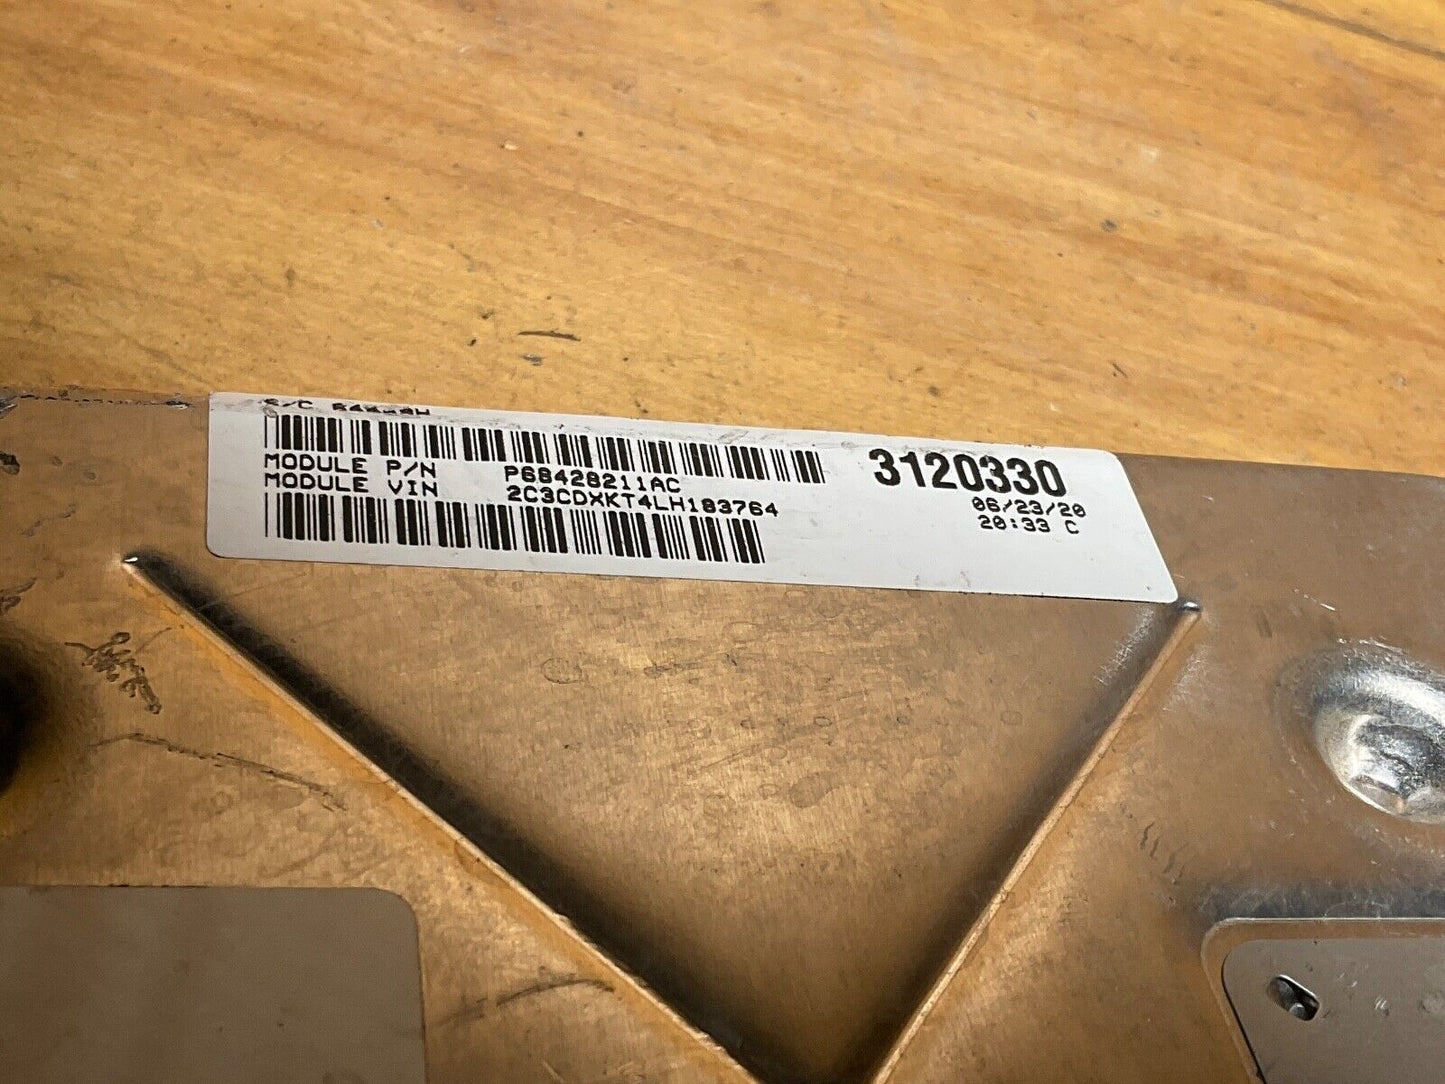 S/C
MODULE P/N P68428211AC
MODULE VIN 2C3CDXKT4LH183764
3120330
06/23/20
20:33 C